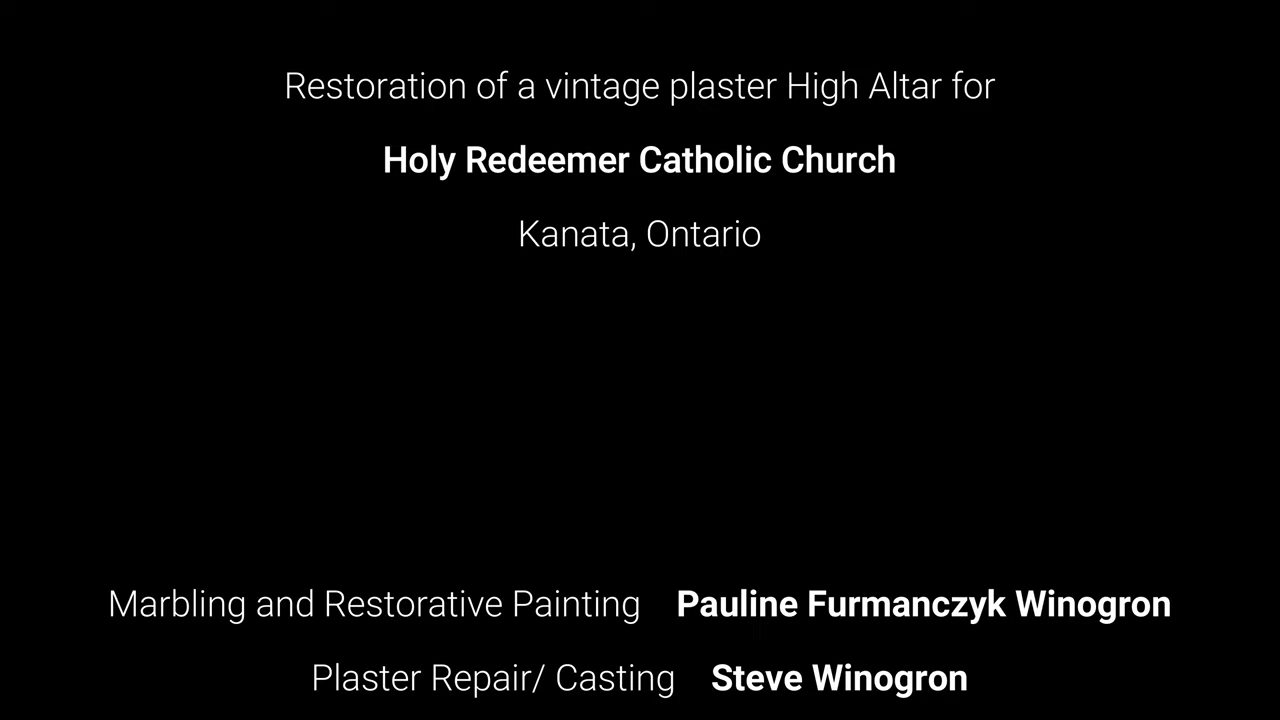 Restoration of a vintage plaster High Altar for
Holy Redeemer Catholic Church
Kanata, Ontario
Marbling and Restorative Painting Pauline Furmanczyk Winogron
Plaster Repair/ Casting Steve Winogron